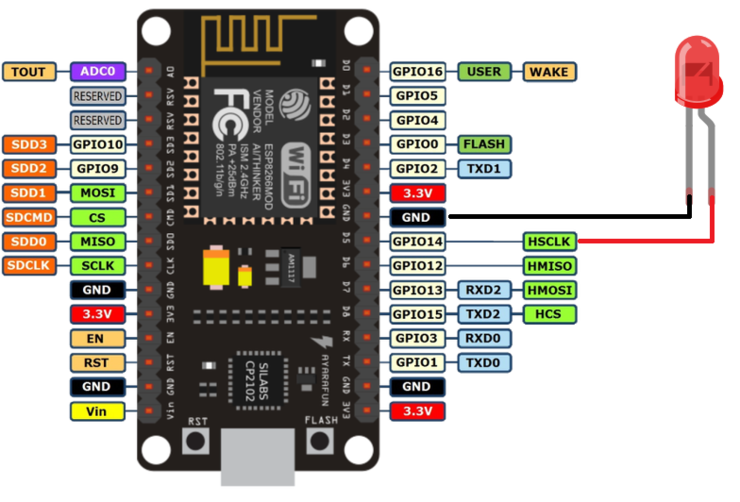 TOUT ADC0 A0 D0 GPIO16 USER WAKE
RESERVED RSV D1 GPIO5
RESERVED RSV D2 GPIO4
SDD3 GPIO10 SD3 D3 GPIO0 FLASH
SDD2 GPIO9 SD2 D4 GPIO2 TXD1
SDD1 MOSI SD1 3V3 3.3V
SDCMD CS CMD GND GND
SDD0 MISO SDO D5 GPIO14 HSCLK
SDCLK SCLK CLK D6 GPIO12 HMISO
GND GND D7 GPIO13 RXD2 HMOSI
3.3V 3V3 D8 GPIO15 TXD2 HCS
EN EN RX GPIO3 RXD0
RST RST TX GPIO1 TXD0
GND GND GND GND
Vin Vin 3V3 3.3V
MODEL ESP8266MOD
VENDOR AI/THINKER
ISM 2.4GHz
PA +25dBm
802.11b/g/n
FC
Wi Fi
AM1117
SILABS
CP2102
AYARAFUN
RST
FLASH